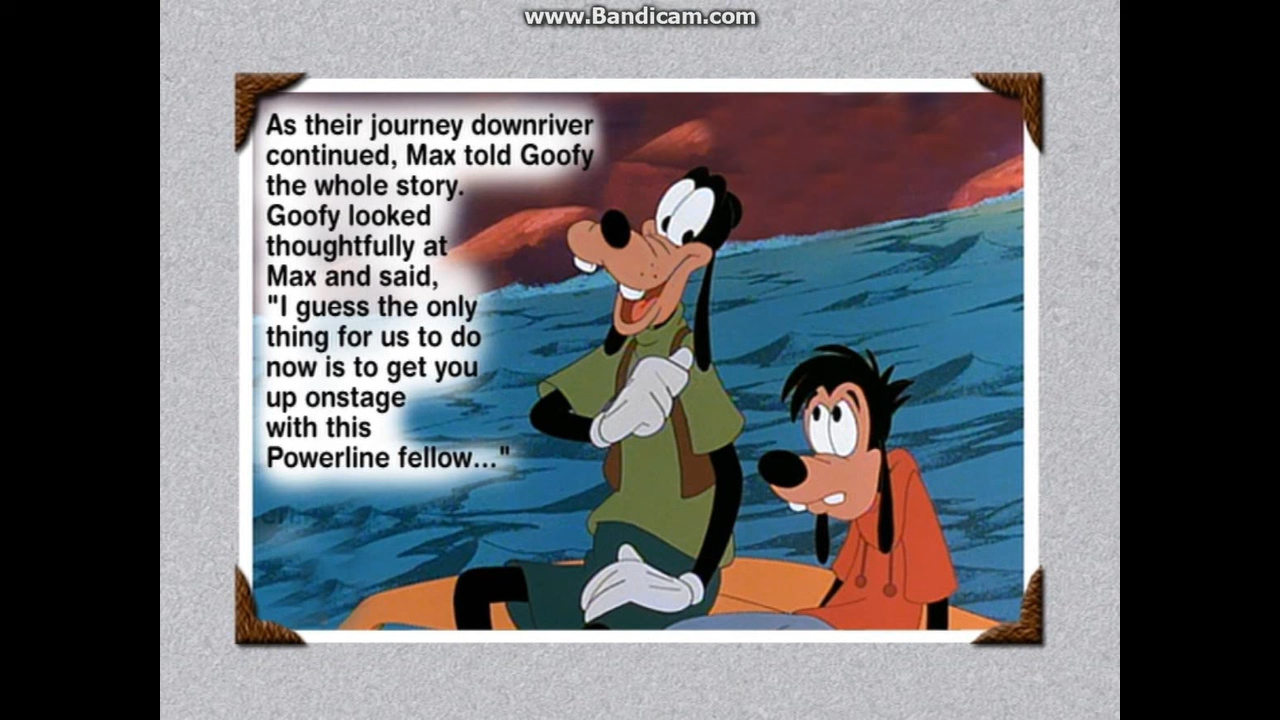 www.Bandicam.com
As their journey downriver
continued, Max told Goofy
the whole story.
Goofy looked
thoughtfully at
Max and said,
"I guess the only
thing for us to do
now is to get you
up onstage
with this
Powerline fellow..."